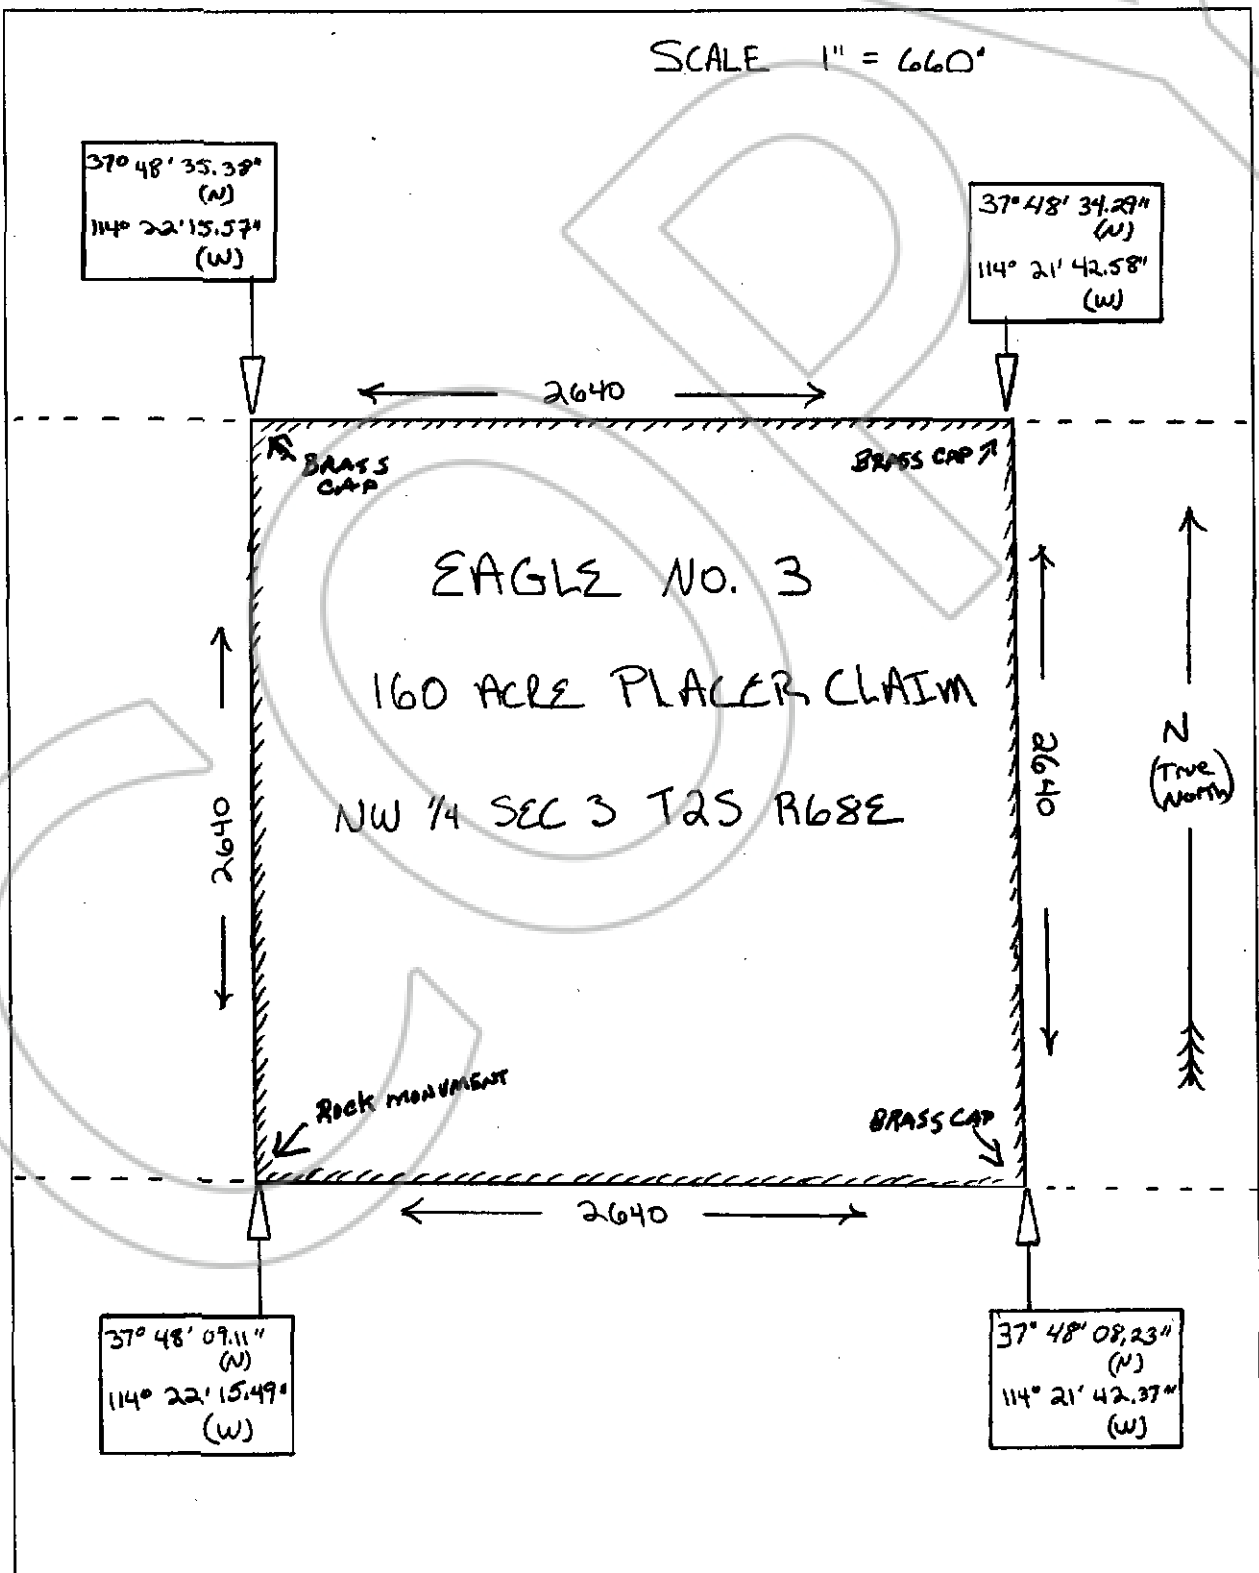 SCALE 1" = 660'
37° 48' 35.38"
(N)
114° 22' 15.57"
(W)
37° 48' 34.29"
(N)
114° 21' 42.58"
(W)
2640
BRASS
CAP
BRASS CAP
EAGLE NO. 3
160 ACRE PLACER CLAIM
NW 1/4 SEC 3 T2S R68E
2640
2640
N
(True
North)
ROCK MONUMENT
BRASS CAP
2640
37° 48' 09.11"
(N)
114° 22' 15.49"
(W)
37° 48' 08.23"
(N)
114° 21' 42.37"
(W)
COPY